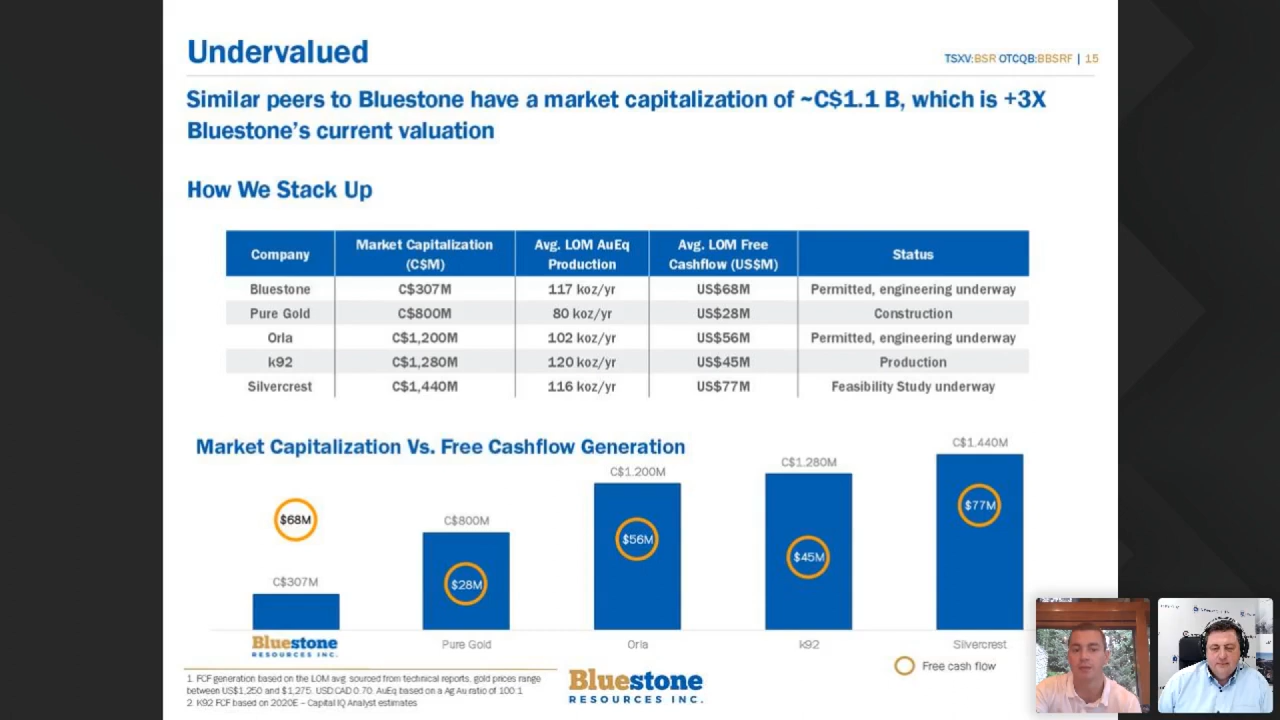 Undervalued
TSXV:BSR OTCQB:BBSRF | 15
Similar peers to Bluestone have a market capitalization of ~C$1.1 B, which is +3X
Bluestone's current valuation
How We Stack Up
Company
Market Capitalization
(C$M)
Avg. LOM AuEq
Production
Avg. LOM Free
Cashflow (US$M)
Status
Bluestone C$307M 117 koz/yr US$68M Permitted, engineering underway
Pure Gold C$800M 80 koz/yr US$28M Construction
Orla C$1,200M 102 koz/yr US$56M Permitted, engineering underway
k92 C$1,280M 120 koz/yr US$45M Production
Silvercrest C$1,440M 116 koz/yr US$77M Feasibility Study underway
Market Capitalization Vs. Free Cashflow Generation
C$307M
C$800M
C$1.200M
C$1.280M
C$1.440M
$68M
$28M
$56M
$45M
$77M
Bluestone
RESOURCES INC.
Pure Gold
Orla
k92
Silvercrest
Free cash flow
1. FCF generation based on the LOM avg. sourced from technical reports, gold prices range
between US$1,250 and $1,275. USD:CAD 0.70. AuEq based on a Ag:Au ratio of 100:1
2. K92 FCF based on 2020E – Capital IQ Analyst estimates
Bluestone
RESOURCES INC.